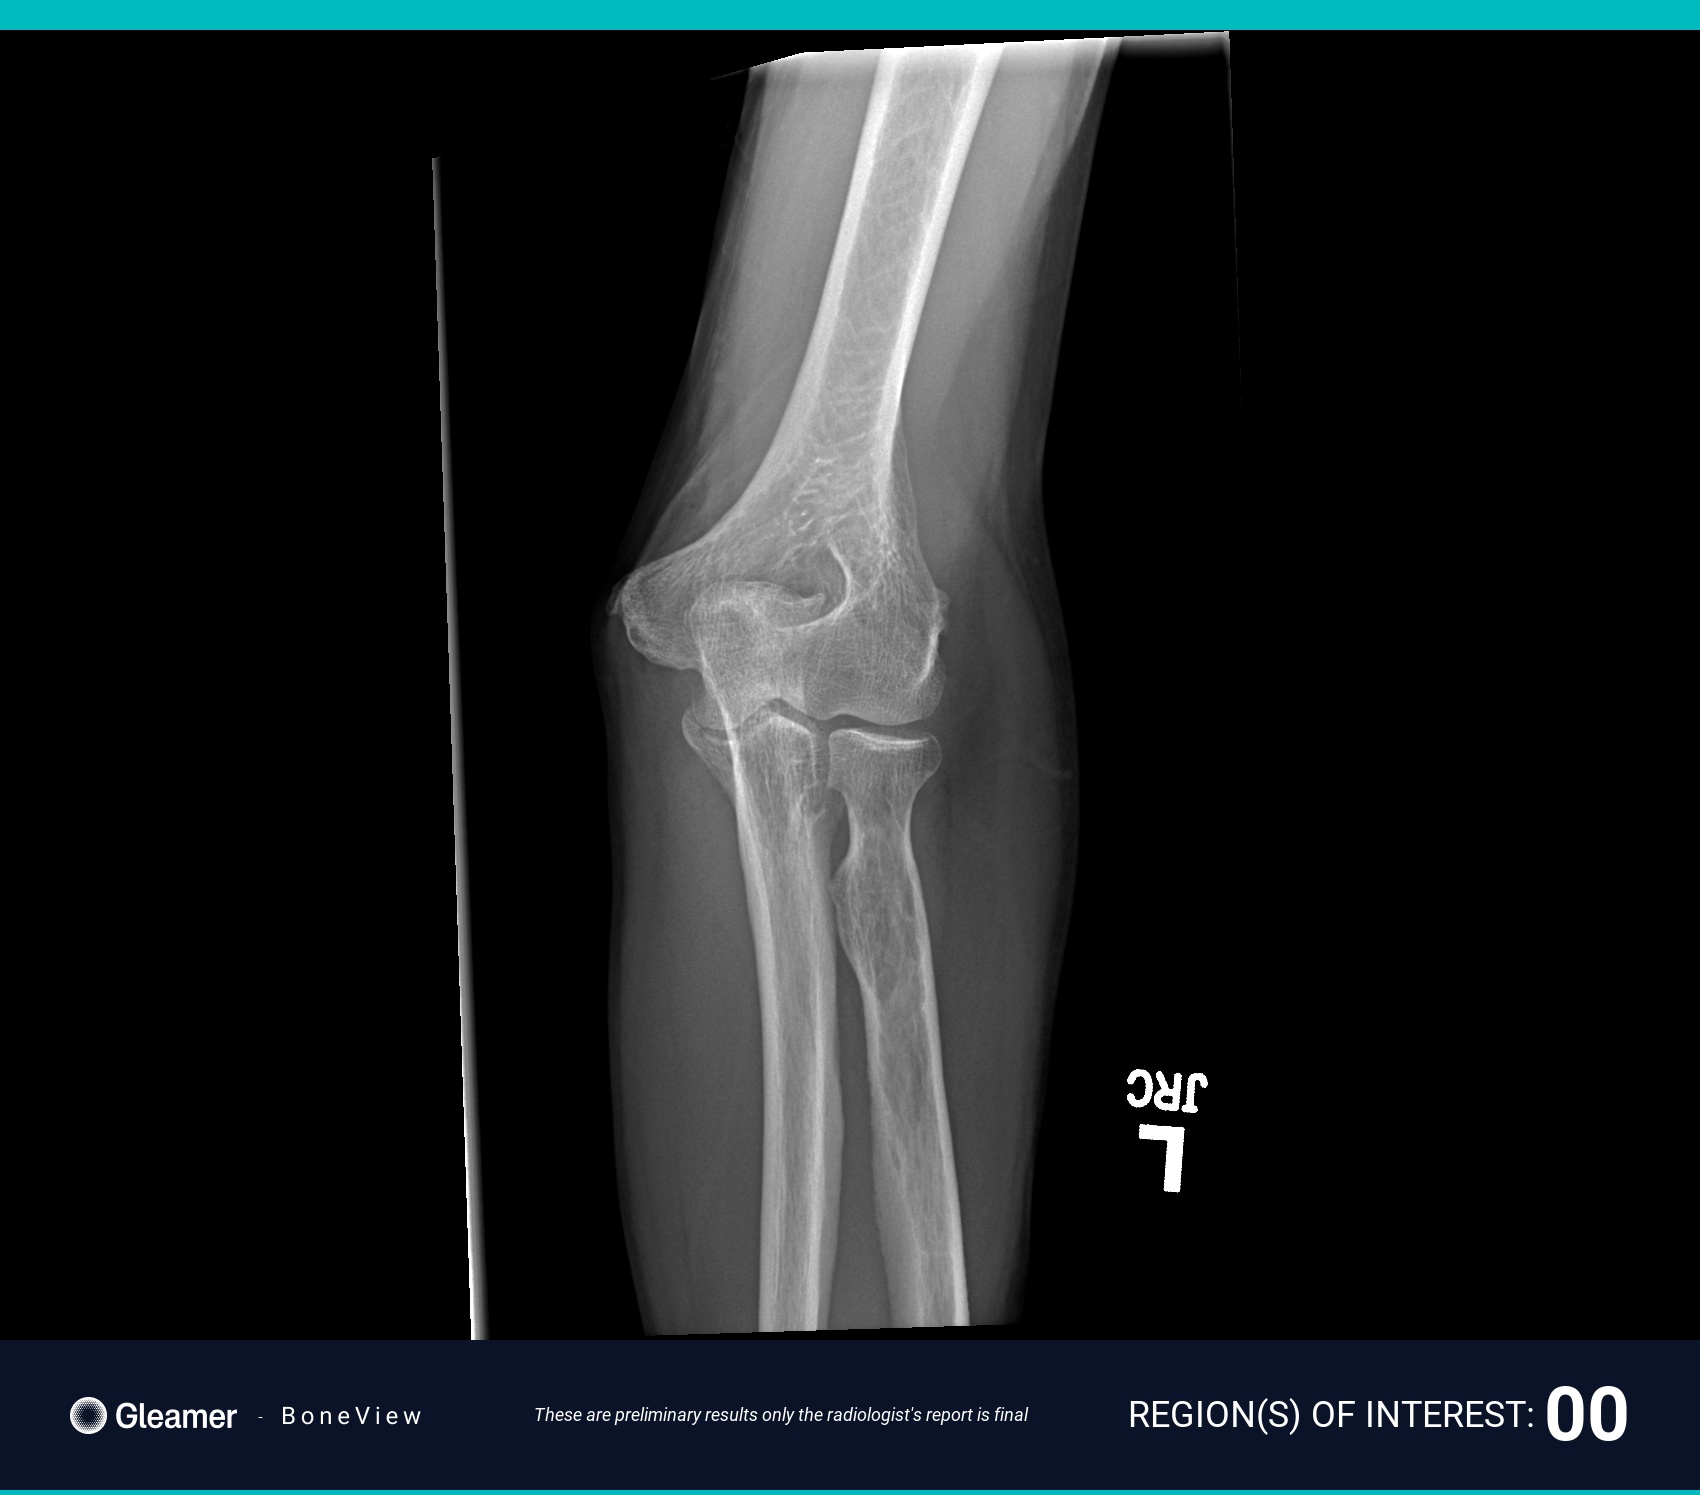 JRC
L
Gleamer - BoneView
These are preliminary results only the radiologist's report is final
REGION(S) OF INTEREST: 00